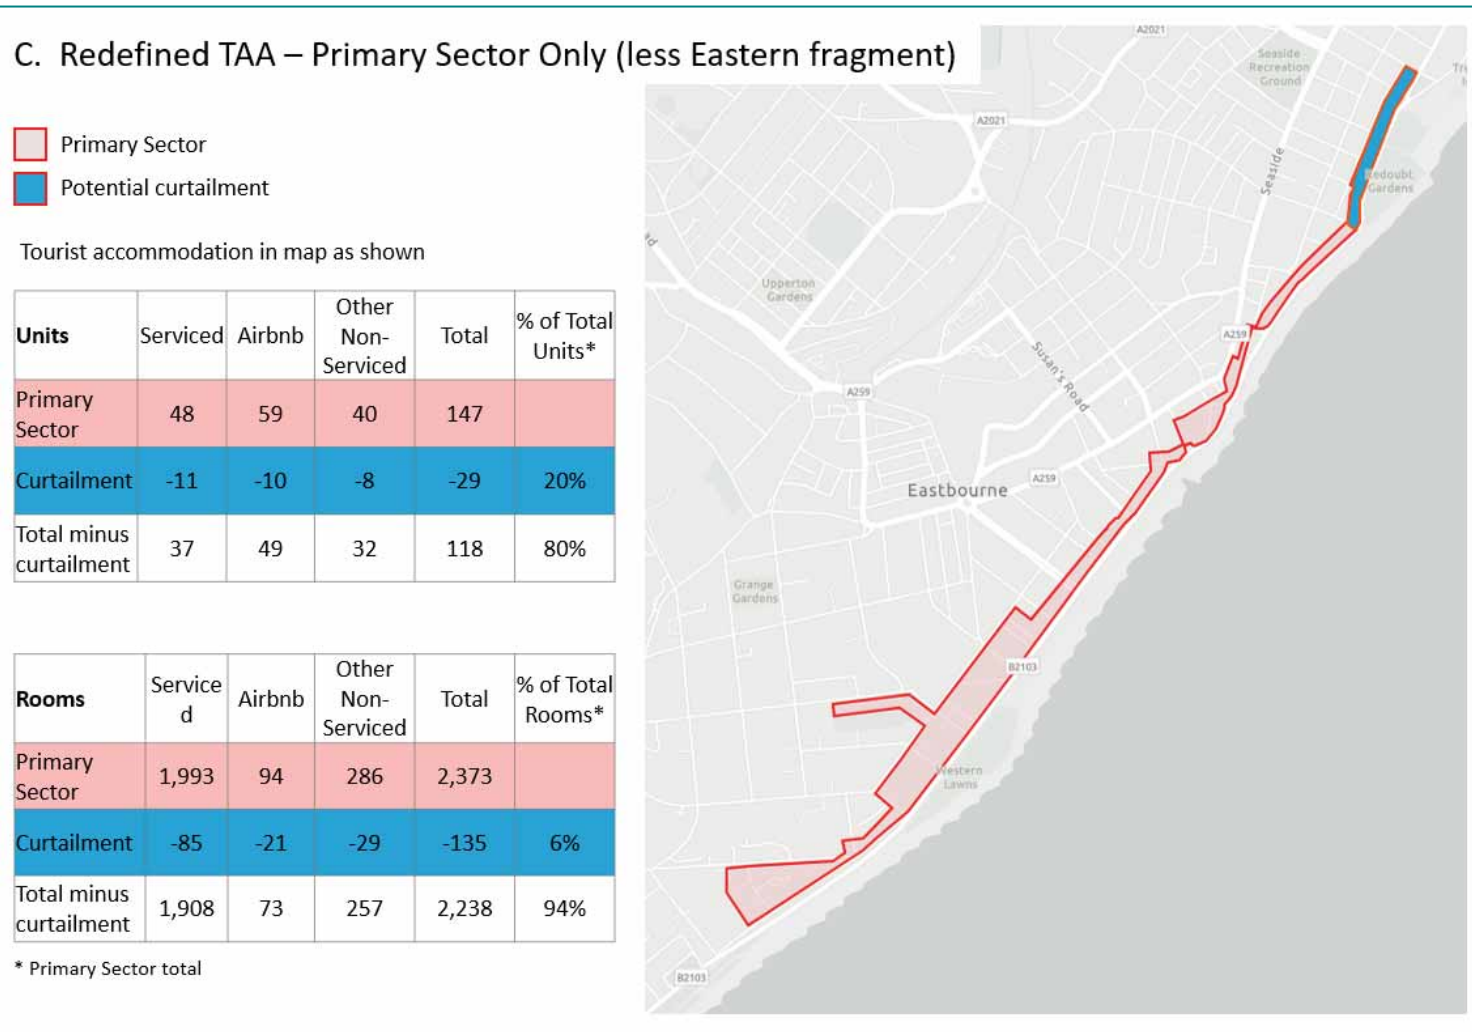 C. Redefined TAA – Primary Sector Only (less Eastern fragment)
Primary Sector
Potential curtailment
Tourist accommodation in map as shown
Units Serviced Airbnb Other Non-Serviced Total % of Total Units*
Primary Sector 48 59 40 147
Curtailment -11 -10 -8 -29 20%
Total minus curtailment 37 49 32 118 80%
Rooms Serviced Airbnb Other Non-Serviced Total % of Total Rooms*
Primary Sector 1,993 94 286 2,373
Curtailment -85 -21 -29 -135 6%
Total minus curtailment 1,908 73 257 2,238 94%
* Primary Sector total
A2021
Seaside
Recreation
Ground
A2021
Seaside
Redoubt
Gardens
Upperton
Gardens
A259
Susan's Road
A259
A259
Eastbourne
Grange
Gardens
B2103
Western
Lawns
B2103